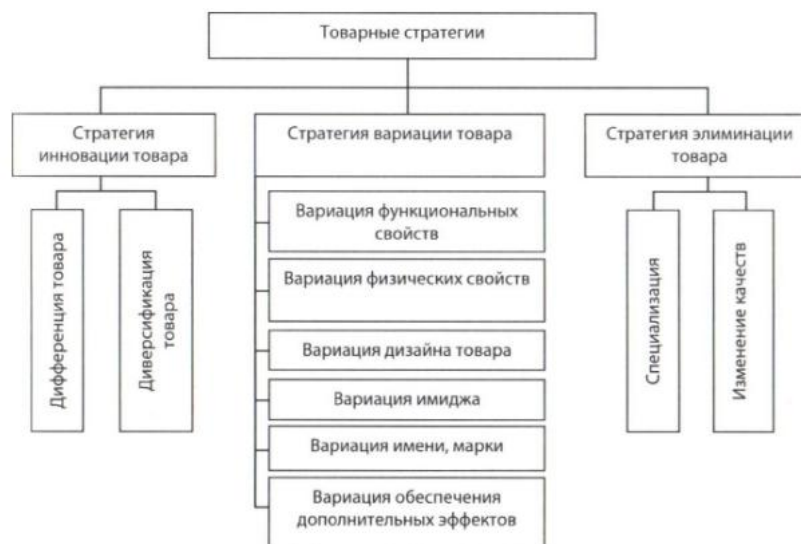 Товарные стратегии
Стратегия
инновации товара
Стратегия вариации товара
Стратегия элиминации
товара
Дифференция товара
Диверсификация
товара
Вариация функциональных
свойств
Вариация физических свойств
Вариация дизайна товара
Вариация имиджа
Вариация имени, марки
Вариация обеспечения
дополнительных эффектов
Специализация
Изменение качеств